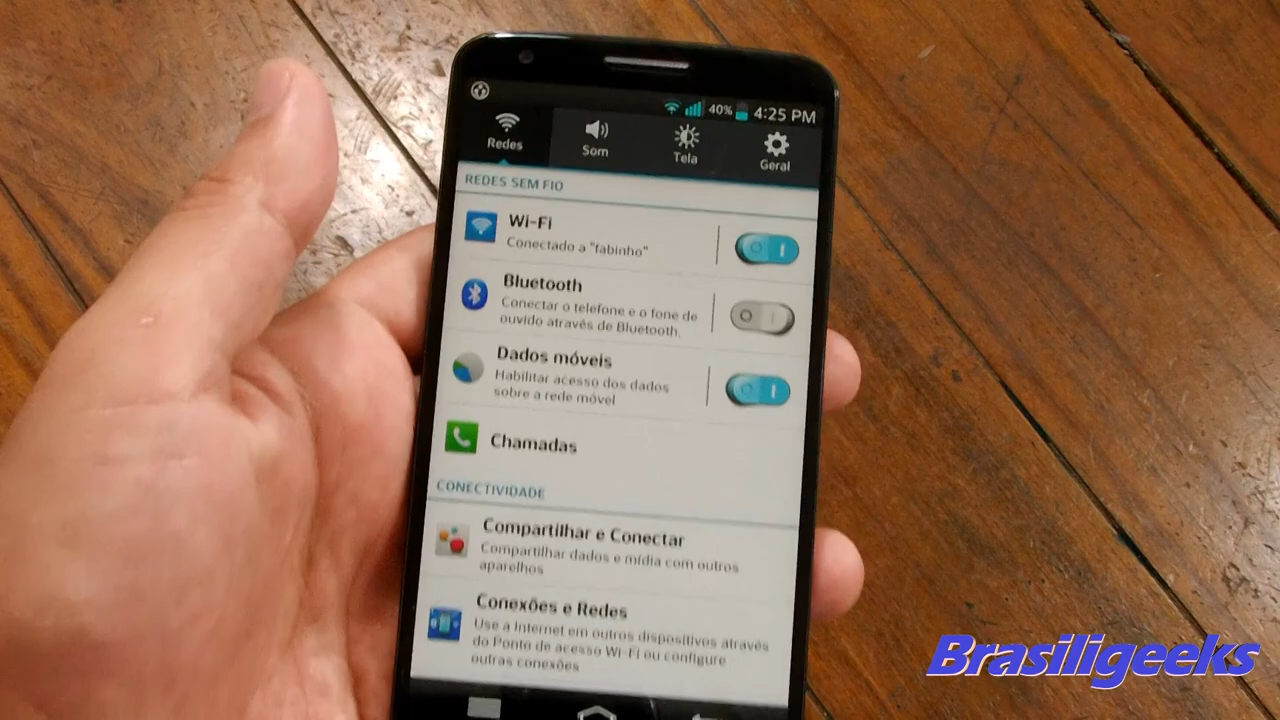 40% 4:25 PM
Redes Som Tela Geral
REDES SEM FIO
Wi-Fi
Conectado a "fabinho"
Bluetooth
Conectar o telefone e o fone de
ouvido através de Bluetooth.
Dados móveis
Habilitar acesso dos dados
sobre a rede móvel
Chamadas
CONECTIVIDADE
Compartilhar e Conectar
Compartilhar dados e mídia com outros
aparelhos
Conexões e Redes
Use a Internet em outros dispositivos através
do Ponto de acesso Wi-Fi ou configure
outras conexões
Brasiligeeks